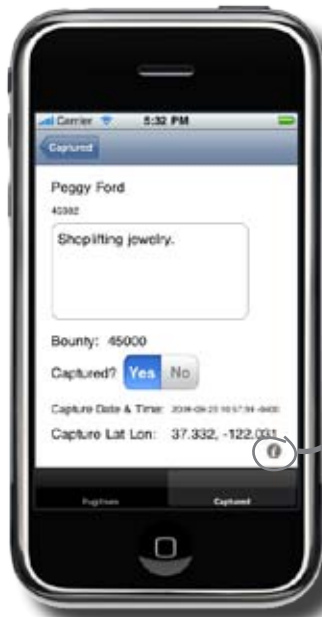 Carrier 5:32 PM
Captured
Peggy Ford
Shoplifting jewelry.
Bounty: 45000
Captured? Yes No
Capture Date & Time:
Capture Lat Lon: 37.332, -122.031
Fugitives Captured